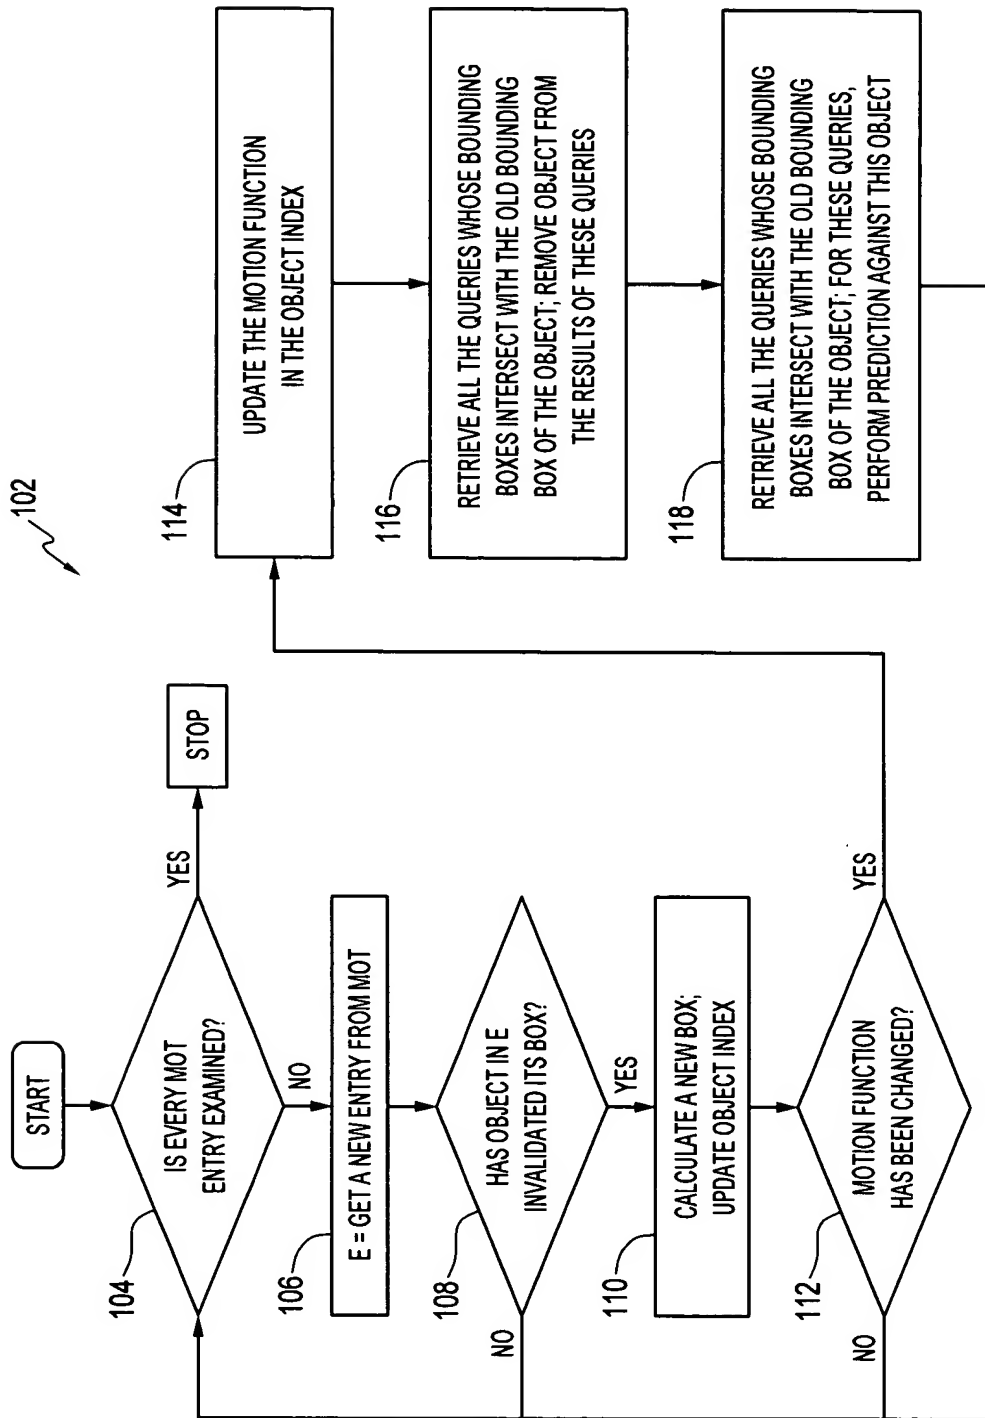 102
START
104
IS EVERY MOT
ENTRY EXAMINED?
YES
STOP
NO
106
E = GET A NEW ENTRY FROM MOT
108
HAS OBJECT IN E
INVALIDATED ITS BOX?
NO
YES
110
CALCULATE A NEW BOX;
UPDATE OBJECT INDEX
112
MOTION FUNCTION
HAS BEEN CHANGED?
NO
YES
114
UPDATE THE MOTION FUNCTION
IN THE OBJECT INDEX
116
RETRIEVE ALL THE QUERIES WHOSE BOUNDING
BOXES INTERSECT WITH THE OLD BOUNDING
BOX OF THE OBJECT; REMOVE OBJECT FROM
THE RESULTS OF THESE QUERIES
118
RETRIEVE ALL THE QUERIES WHOSE BOUNDING
BOXES INTERSECT WITH THE OLD BOUNDING
BOX OF THE OBJECT; FOR THESE QUERIES,
PERFORM PREDICTION AGAINST THIS OBJECT